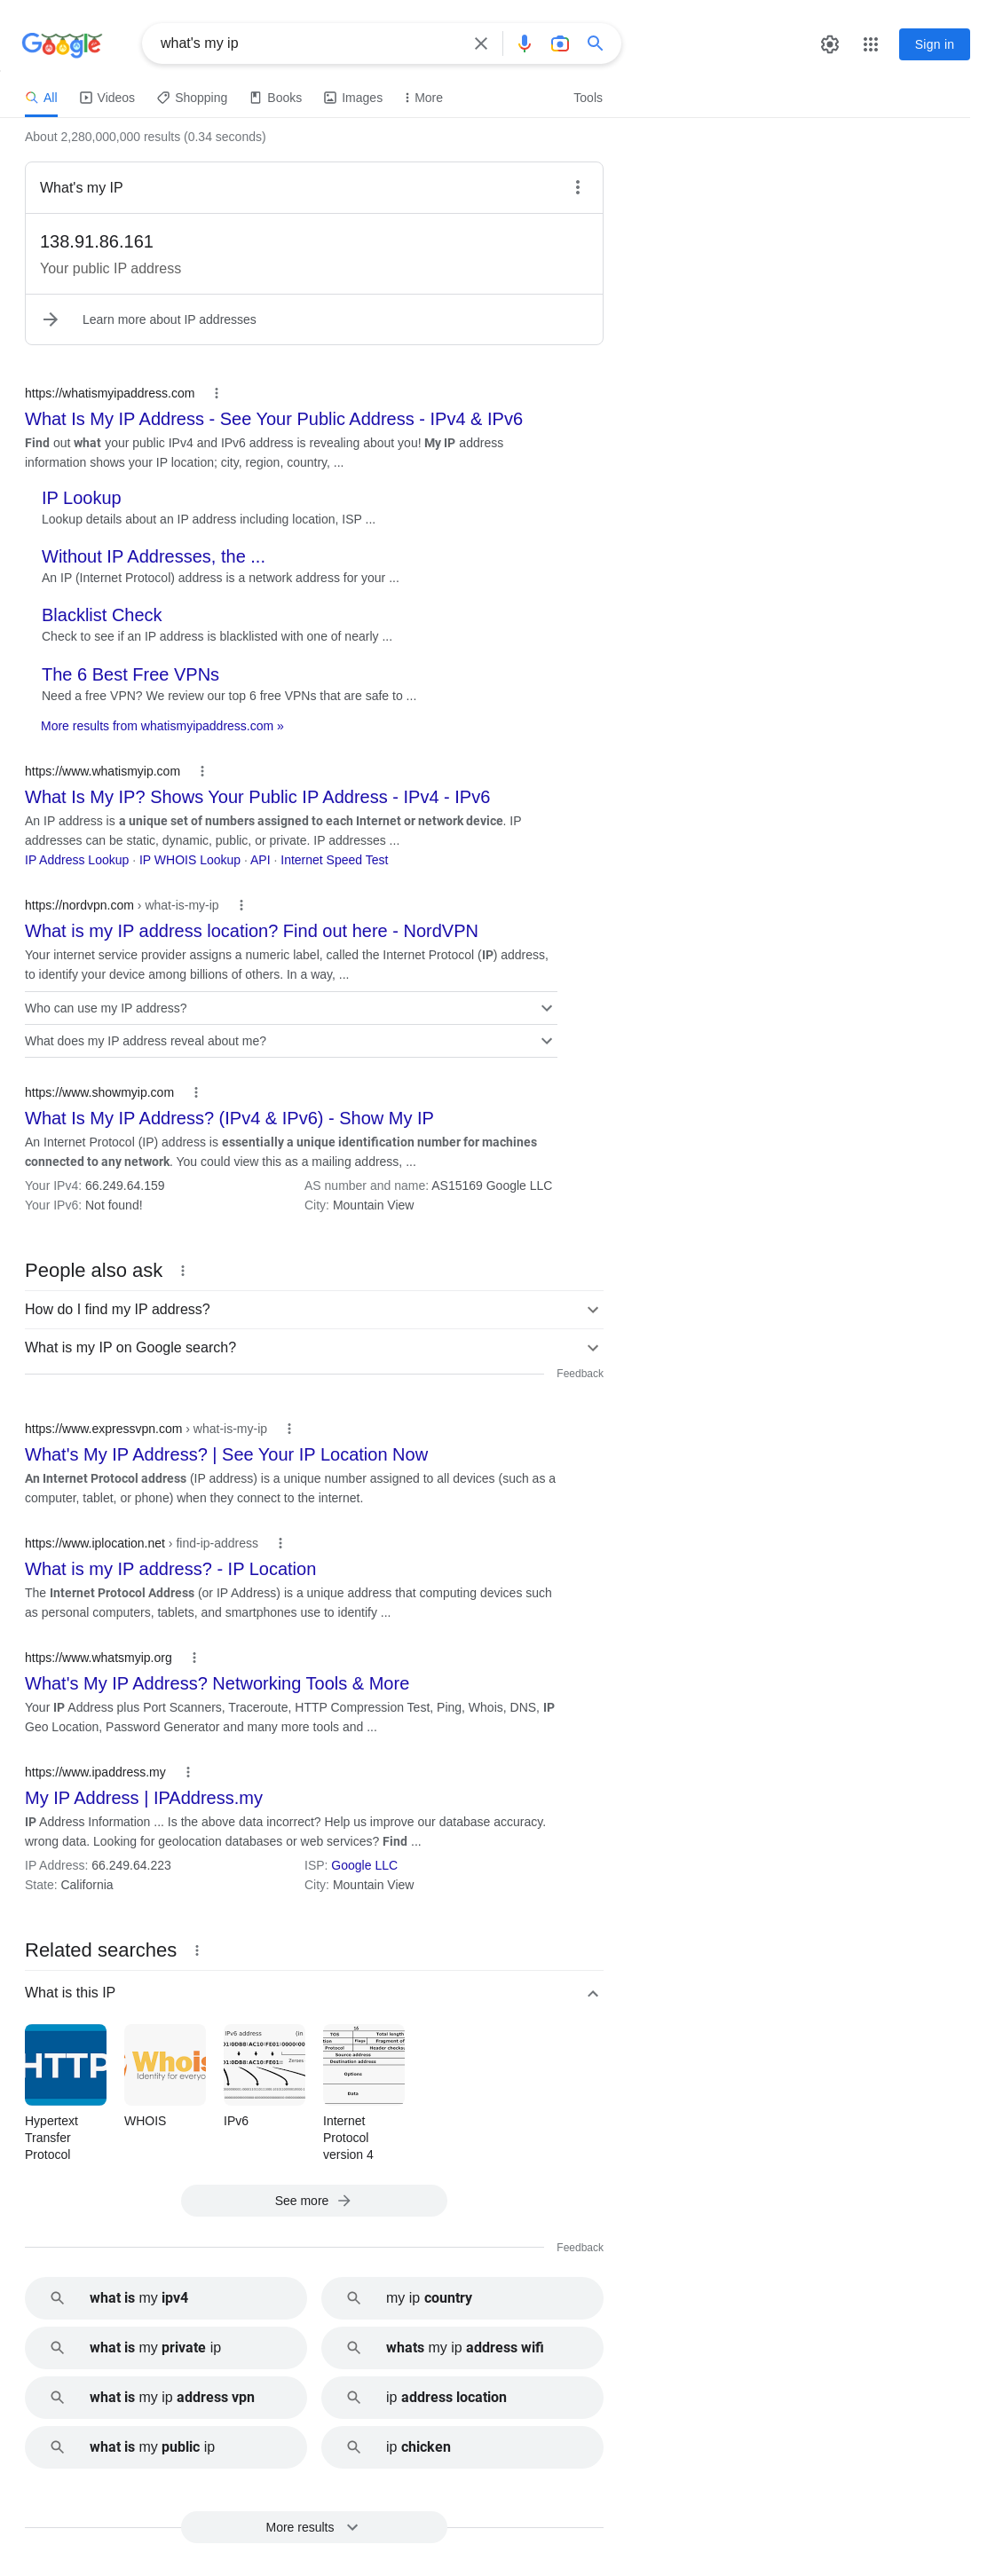 Google
what's my ip
Sign in
All
Videos
Shopping
Books
Images
More
Tools
About 2,280,000,000 results (0.34 seconds)
What's my IP
138.91.86.161
Your public IP address
Learn more about IP addresses
https://whatismyipaddress.com
What Is My IP Address - See Your Public Address - IPv4 & IPv6
Find out what your public IPv4 and IPv6 address is revealing about you! My IP address
information shows your IP location; city, region, country, ...
IP Lookup
Lookup details about an IP address including location, ISP ...
Without IP Addresses, the ...
An IP (Internet Protocol) address is a network address for your ...
Blacklist Check
Check to see if an IP address is blacklisted with one of nearly ...
The 6 Best Free VPNs
Need a free VPN? We review our top 6 free VPNs that are safe to ...
More results from whatismyipaddress.com »
https://www.whatismyip.com
What Is My IP? Shows Your Public IP Address - IPv4 - IPv6
An IP address is a unique set of numbers assigned to each Internet or network device. IP
addresses can be static, dynamic, public, or private. IP addresses ...
IP Address Lookup · IP WHOIS Lookup · API · Internet Speed Test
https://nordvpn.com › what-is-my-ip
What is my IP address location? Find out here - NordVPN
Your internet service provider assigns a numeric label, called the Internet Protocol (IP) address,
to identify your device among billions of others. In a way, ...
Who can use my IP address?
What does my IP address reveal about me?
https://www.showmyip.com
What Is My IP Address? (IPv4 & IPv6) - Show My IP
An Internet Protocol (IP) address is essentially a unique identification number for machines
connected to any network. You could view this as a mailing address, ...
Your IPv4: 66.249.64.159
AS number and name: AS15169 Google LLC
Your IPv6: Not found!
City: Mountain View
People also ask
How do I find my IP address?
What is my IP on Google search?
Feedback
https://www.expressvpn.com › what-is-my-ip
What's My IP Address? | See Your IP Location Now
An Internet Protocol address (IP address) is a unique number assigned to all devices (such as a
computer, tablet, or phone) when they connect to the internet.
https://www.iplocation.net › find-ip-address
What is my IP address? - IP Location
The Internet Protocol Address (or IP Address) is a unique address that computing devices such
as personal computers, tablets, and smartphones use to identify ...
https://www.whatsmyip.org
What's My IP Address? Networking Tools & More
Your IP Address plus Port Scanners, Traceroute, HTTP Compression Test, Ping, Whois, DNS, IP
Geo Location, Password Generator and many more tools and ...
https://www.ipaddress.my
My IP Address | IPAddress.my
IP Address Information ... Is the above data incorrect? Help us improve our database accuracy.
wrong data. Looking for geolocation databases or web services? Find ...
IP Address: 66.249.64.223
ISP: Google LLC
State: California
City: Mountain View
Related searches
What is this IP
HTTP
Whois
Identity for everyo
IPv6 address (in
Zeroes
16
TOS Total length
tion Flags Fragment of
Protocol Header checksu
Source address
Destination address
Options
Data
Hypertext
Transfer
Protocol
WHOIS
IPv6
Internet
Protocol
version 4
See more
Feedback
what is my ipv4
my ip country
what is my private ip
whats my ip address wifi
what is my ip address vpn
ip address location
what is my public ip
ip chicken
More results